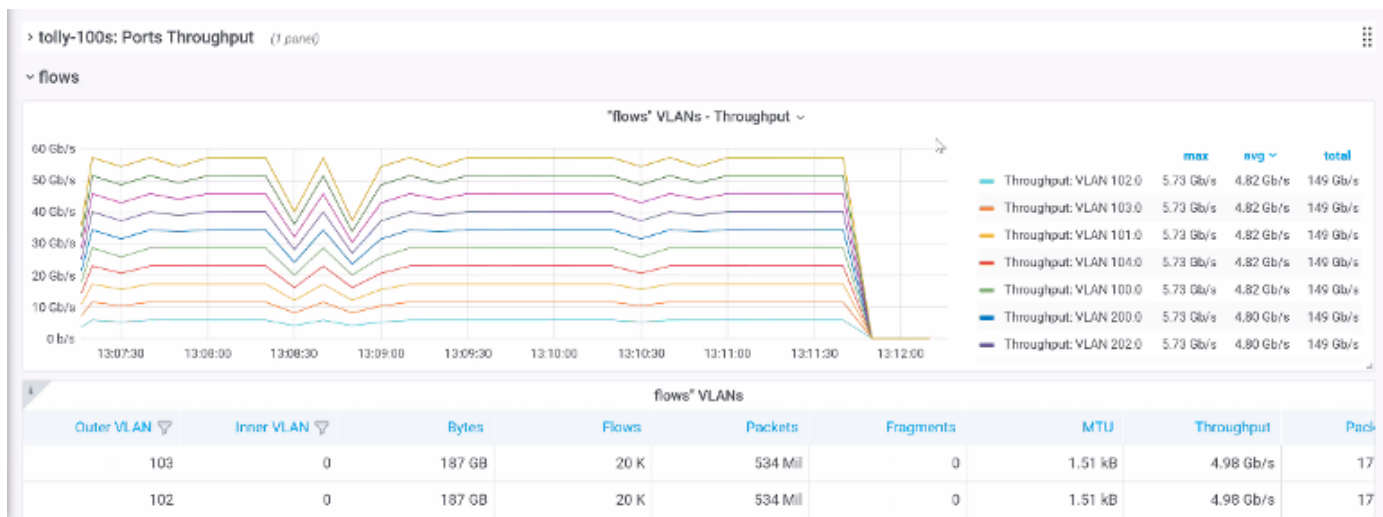 tolly-100s: Ports Throughput (1 panel)
flows
"flows" VLANs - Throughput
60 Gb/s
50 Gb/s
40 Gb/s
30 Gb/s
20 Gb/s
10 Gb/s
0 b/s
13:07:30 13:08:00 13:08:30 13:09:00 13:09:30 13:10:00 13:10:30 13:11:00 13:11:30 13:12:00
max avg total
Throughput: VLAN 102.0 5.73 Gb/s 4.82 Gb/s 149 Gb/s
Throughput: VLAN 103.0 5.73 Gb/s 4.82 Gb/s 149 Gb/s
Throughput: VLAN 101.0 5.73 Gb/s 4.82 Gb/s 149 Gb/s
Throughput: VLAN 104.0 5.73 Gb/s 4.82 Gb/s 149 Gb/s
Throughput: VLAN 100.0 5.73 Gb/s 4.82 Gb/s 149 Gb/s
Throughput: VLAN 200.0 5.73 Gb/s 4.80 Gb/s 149 Gb/s
Throughput: VLAN 202.0 5.73 Gb/s 4.80 Gb/s 149 Gb/s
i
flows" VLANs
Outer VLAN Inner VLAN Bytes Flows Packets Fragments MTU Throughput Pack
103 0 187 GB 20 K 534 Mil 0 1.51 kB 4.98 Gb/s 17
102 0 187 GB 20 K 534 Mil 0 1.51 kB 4.98 Gb/s 17